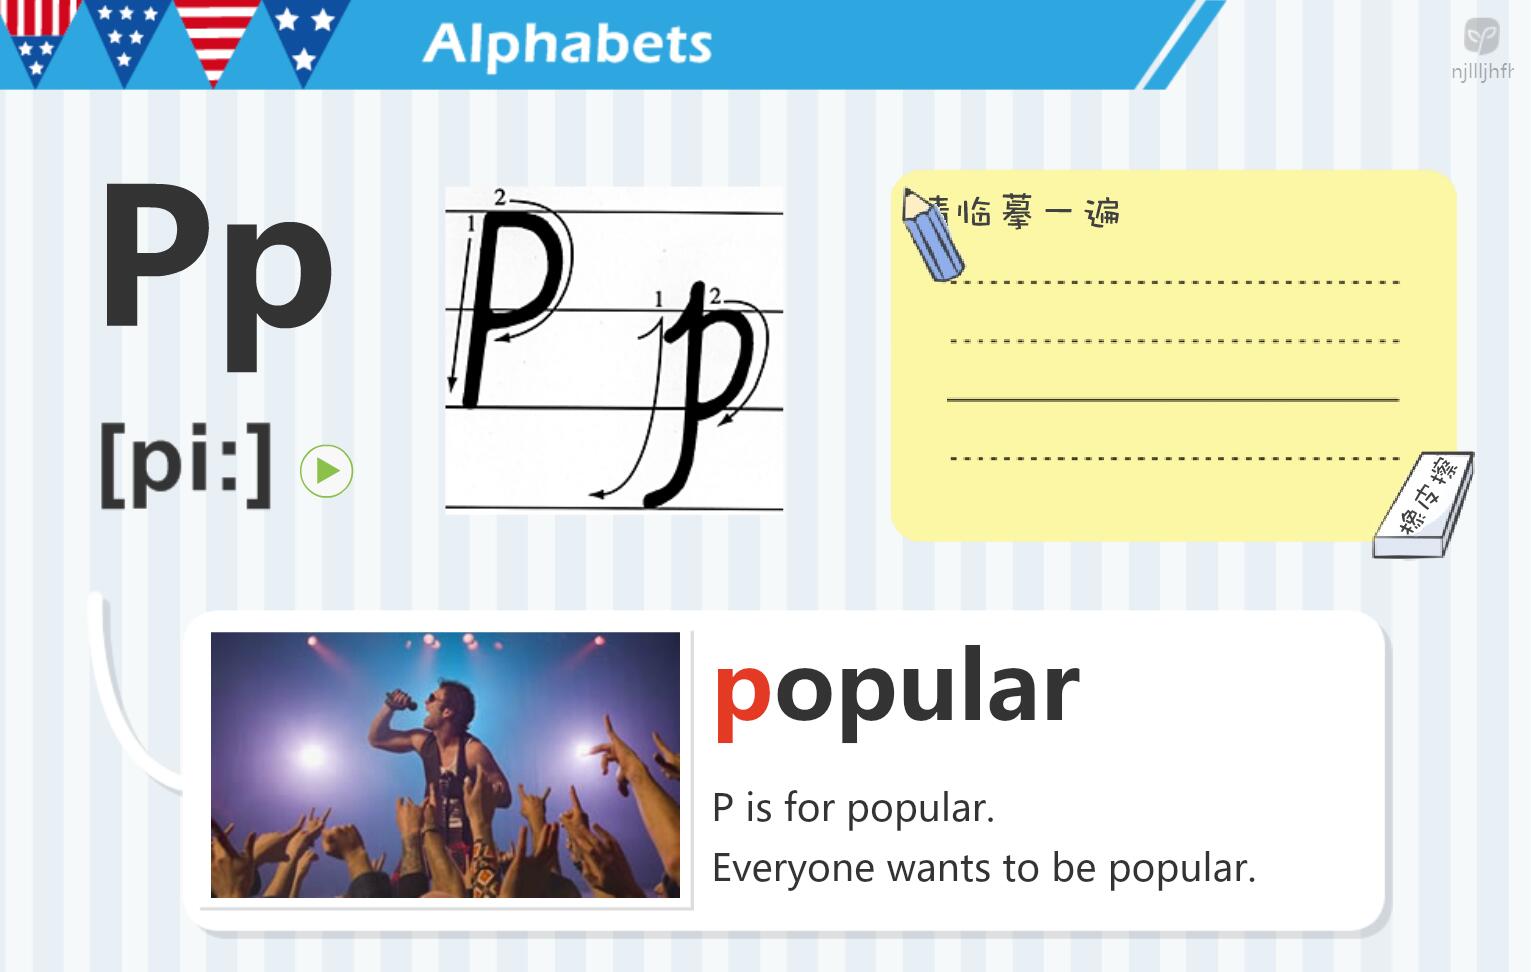 Alphabets
njllljhfh
Pp
2
1
1
2
请临摹一遍
[pi:]
橡皮擦
popular
P is for popular.
Everyone wants to be popular.